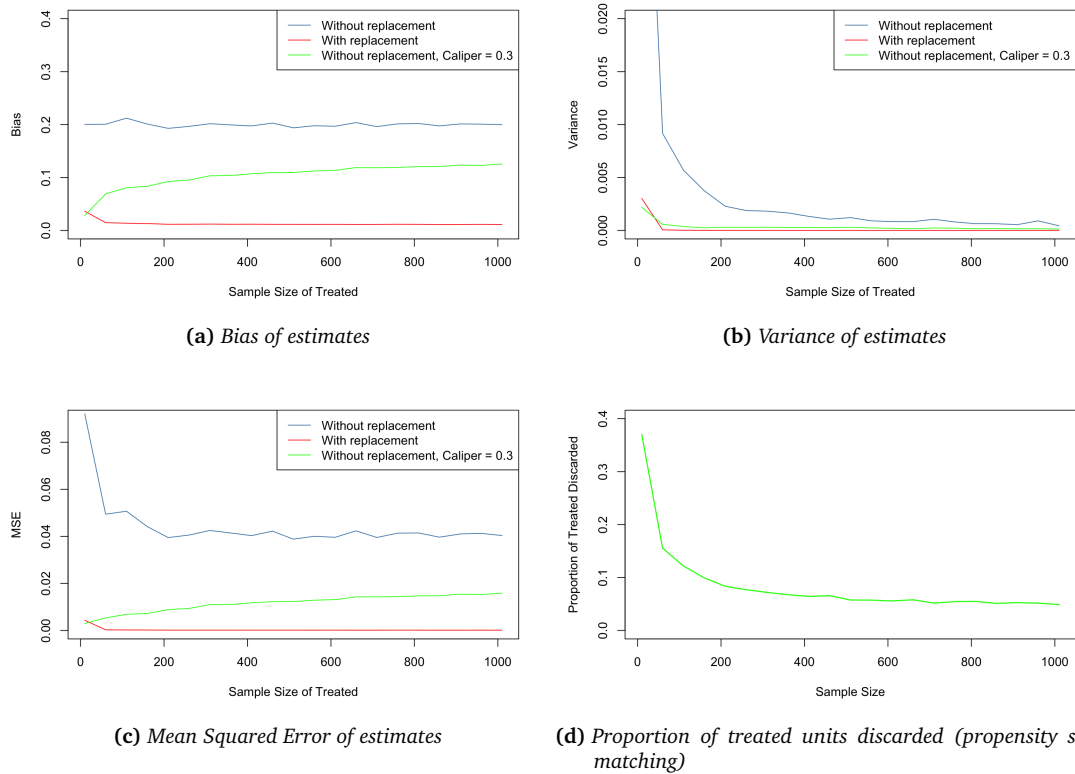 Without replacement
With replacement
Without replacement, Caliper = 0.3
Bias
0.0 0.1 0.2 0.3 0.4
0 200 400 600 800 1000
Sample Size of Treated
(a) Bias of estimates
Without replacement
With replacement
Without replacement, Caliper = 0.3
Variance
0.000 0.005 0.010 0.015 0.020
0 200 400 600 800 1000
Sample Size of Treated
(b) Variance of estimates
Without replacement
With replacement
Without replacement, Caliper = 0.3
MSE
0.00 0.02 0.04 0.06 0.08
0 200 400 600 800 1000
Sample Size of Treated
(c) Mean Squared Error of estimates
Proportion of Treated Discarded
0.0 0.1 0.2 0.3 0.4
0 200 400 600 800 1000
Sample Size
(d) Proportion of treated units discarded (propensity s
matching)